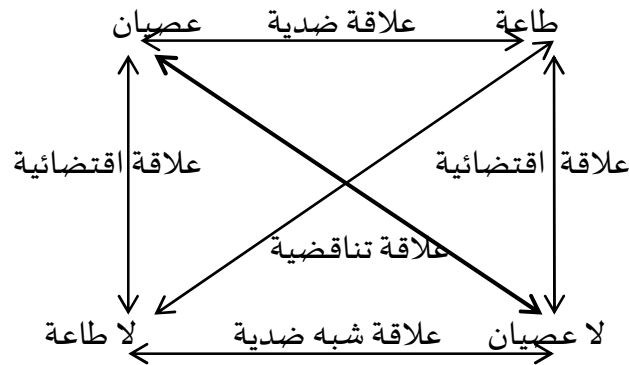 طاعة علاقة ضدية عصيان
علاقة اقتضائية علاقة اقتضائية
علاقة تناقضية
لا عصيان علاقة شبه ضدية لا طاعة